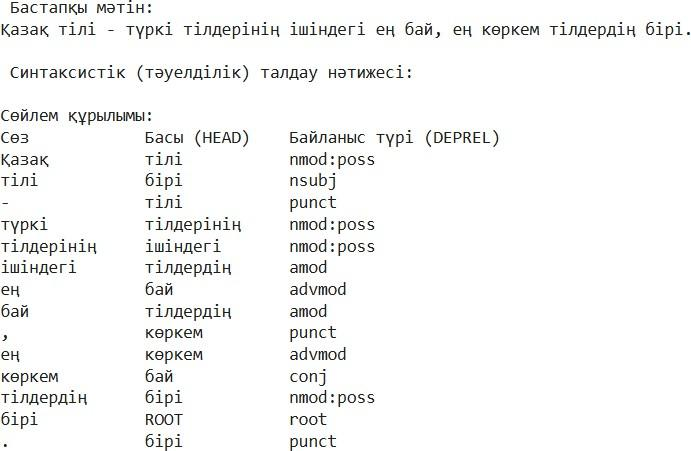 Бастапқы мәтін:
Қазақ тілі - түркі тілдерінің ішіндегі ең бай, ең көркем тілдердің бірі.
Синтаксистік (тәуелділік) талдау нәтижесі:
Сөйлем құрылымы:
Сөз Басы (HEAD) Байланыс түрі (DEPREL)
Қазақ тілі nmod:poss
тілі бірі nsubj
- тілі punct
түркі тілдерінің nmod:poss
тілдерінің ішіндегі nmod:poss
ішіндегі тілдердің amod
ең бай advmod
бай тілдердің amod
, көркем punct
ең көркем advmod
көркем бай conj
тілдердің бірі nmod:poss
бірі ROOT root
. бірі punct